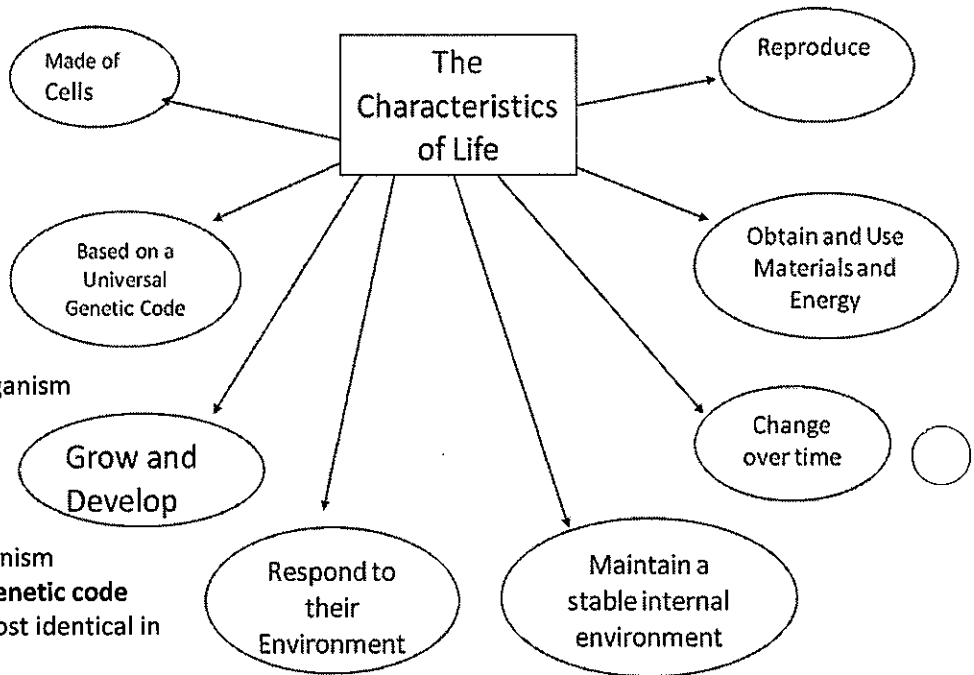 The
Characteristics
of Life
Made of
Cells
Reproduce
Based on a
Universal
Genetic Code
Obtain and Use
Materials and
Energy
ganism
Grow and
Develop
Change
over time
nism
enetic code
ost identical in
Respond to
their
Environment
Maintain a
stable internal
environment